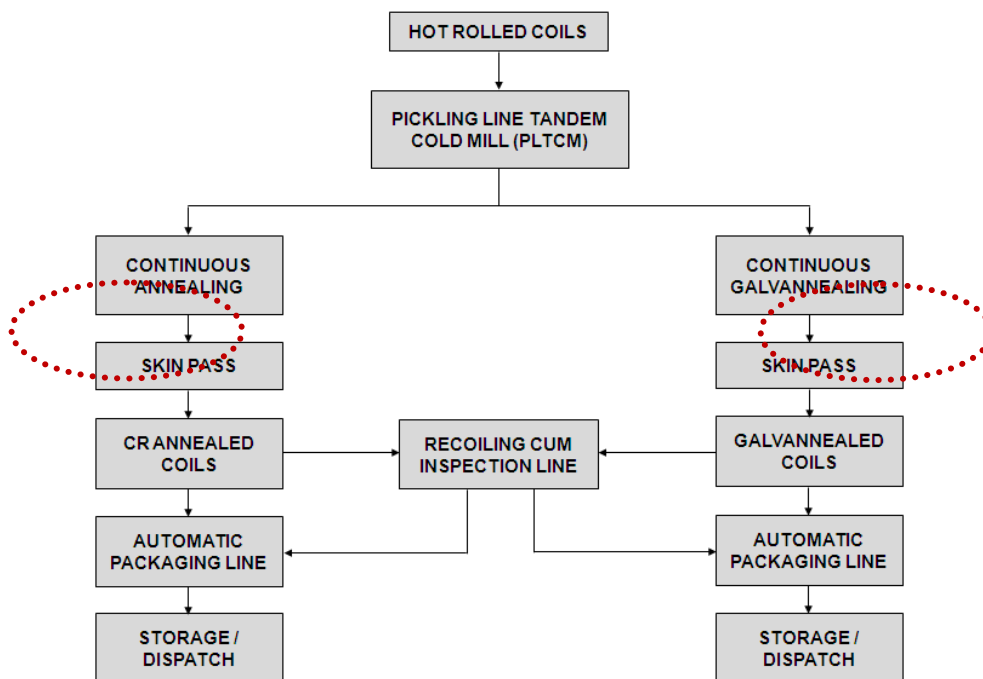 HOT ROLLED COILS
PICKLING LINE TANDEM
COLD MILL (PLTCM)
CONTINUOUS
ANNEALING
CONTINUOUS
GALVANNEALING
SKIN PASS
SKIN PASS
CR ANNEALED
COILS
RECOILING CUM
INSPECTION LINE
GALVANNEALED
COILS
AUTOMATIC
PACKAGING LINE
AUTOMATIC
PACKAGING LINE
STORAGE /
DISPATCH
STORAGE /
DISPATCH